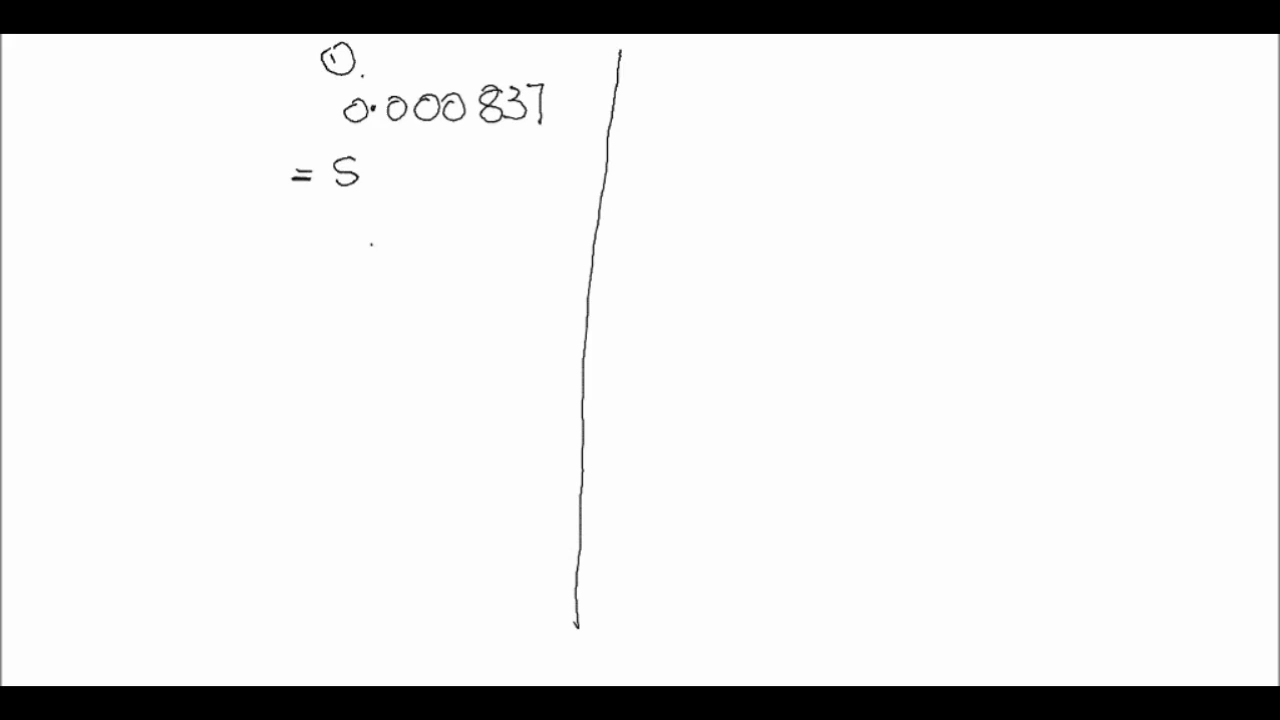 ①.
0.000837
= S